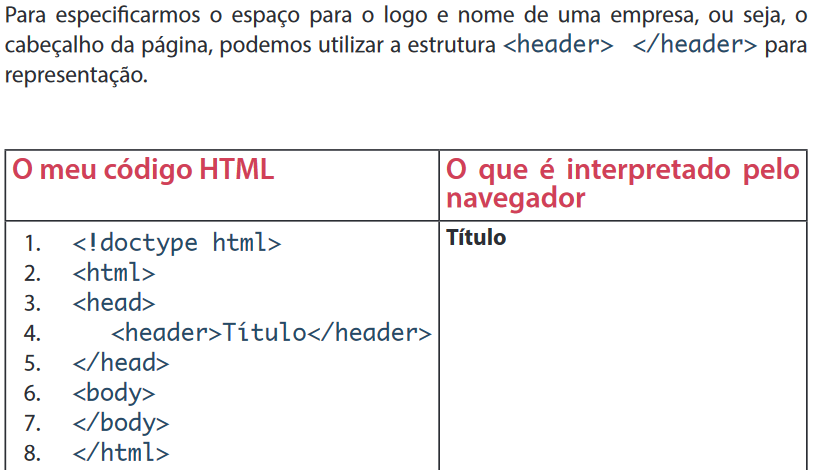 Para especificarmos o espaço para o logo e nome de uma empresa, ou seja, o
cabeçalho da página, podemos utilizar a estrutura <header> </header> para
representação.
O meu código HTML
O que é interpretado pelo
navegador
1. <!doctype html>
2. <html>
3. <head>
4. <header>Título</header>
5. </head>
6. <body>
7. </body>
8. </html>
Título